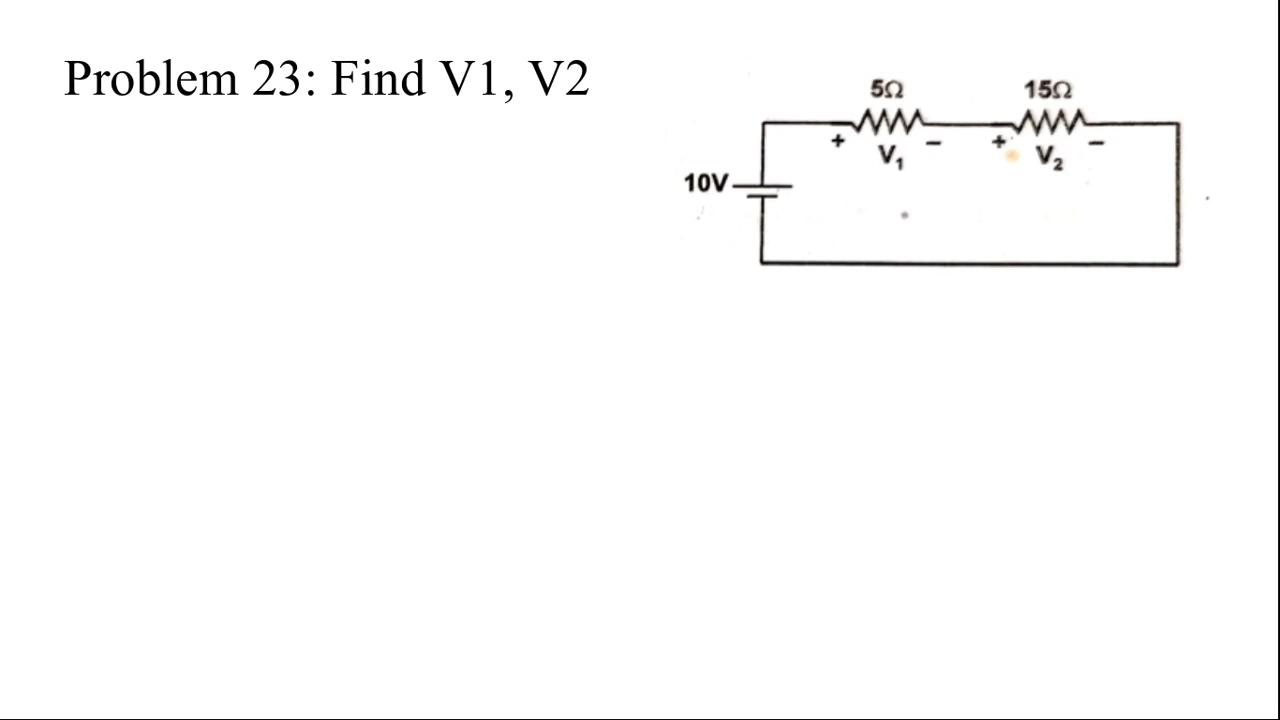 Problem 23: Find V1, V2
5Ω 15Ω
+ V₁ − + V₂ −
10V